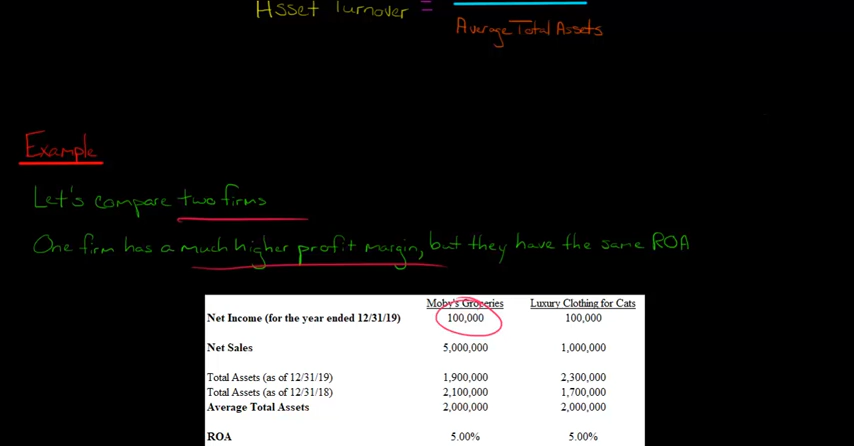 Asset Turnover =
Average Total Assets
Example
Let's compare two firms
One firm has a much higher profit margin, but they have the same ROA
Moby's Groceries Luxury Clothing for Cats
Net Income (for the year ended 12/31/19) 100,000 100,000
Net Sales 5,000,000 1,000,000
Total Assets (as of 12/31/19) 1,900,000 2,300,000
Total Assets (as of 12/31/18) 2,100,000 1,700,000
Average Total Assets 2,000,000 2,000,000
ROA 5.00% 5.00%